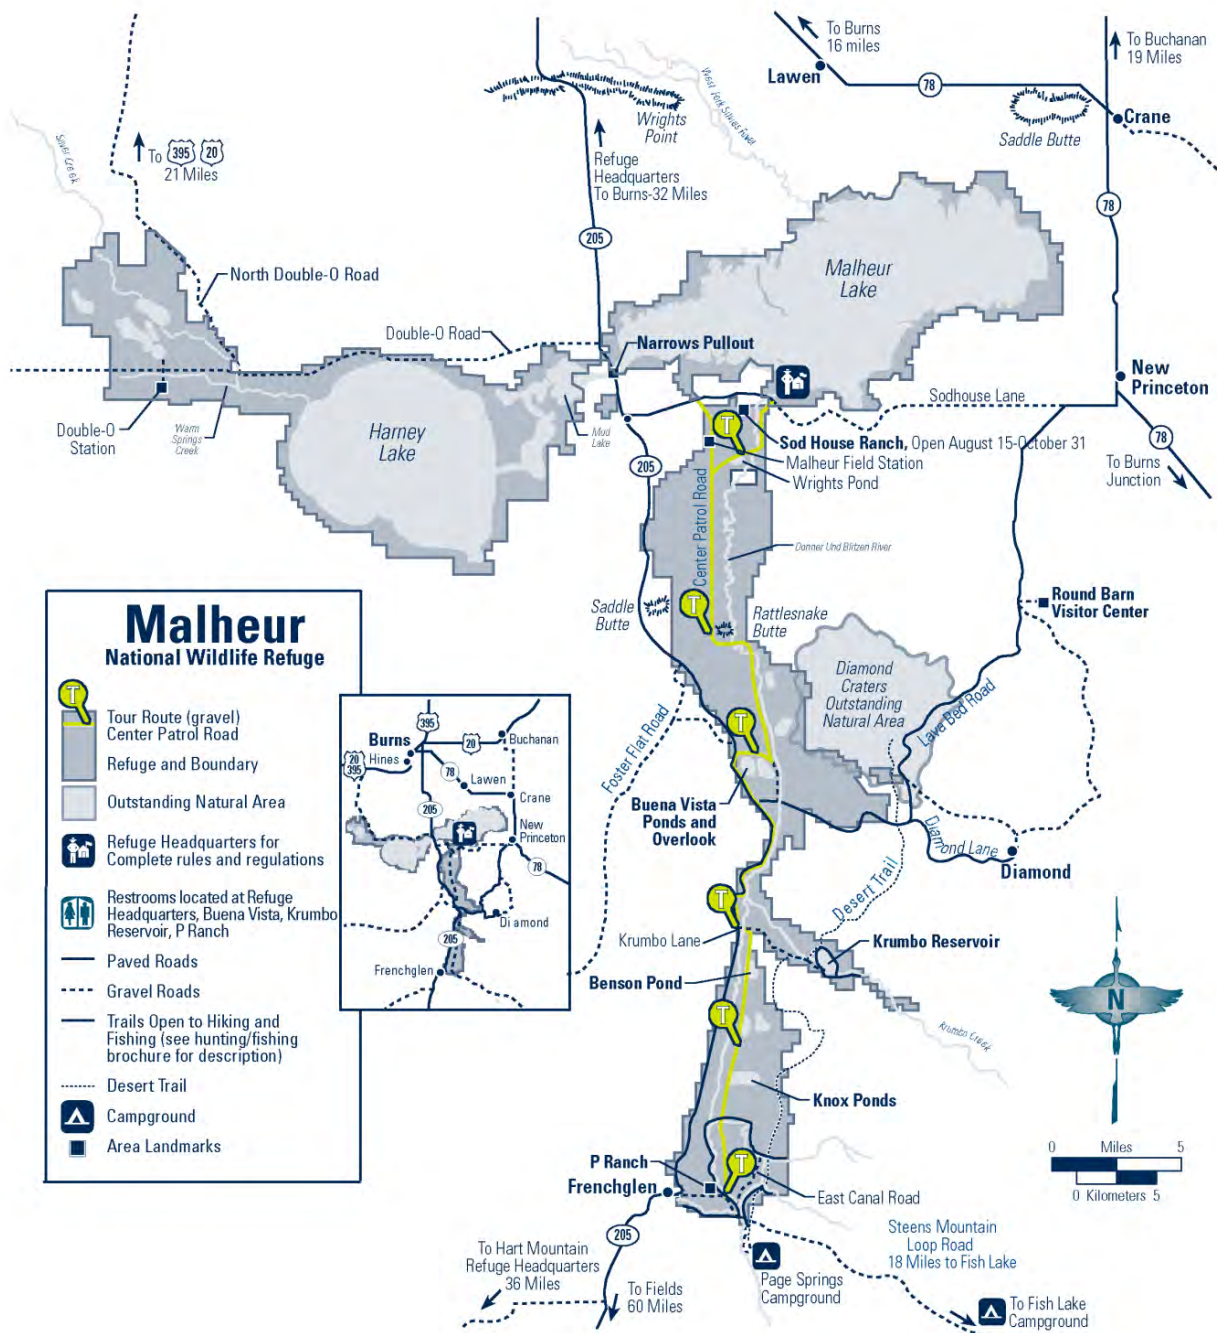 To Burns
16 miles
Lawen
78
To Buchanan
19 Miles
Crane
Saddle Butte
78
West Fork Silvies River
Wrights
Point
Refuge
Headquarters
To Burns-32 Miles
205
Silver Creek
To 395 20
21 Miles
North Double-O Road
Double-O Road
Malheur
Lake
Narrows Pullout
New
Princeton
Sodhouse Lane
78
To Burns
Junction
Double-O
Station
Warm
Springs
Creek
Harney
Lake
Mud
Lake
205
T
Sod House Ranch, Open August 15-October 31
Malheur Field Station
Wrights Pond
Center Patrol Road
Donner Und Blitzen River
Saddle
Butte
T
Rattlesnake
Butte
Round Barn
Visitor Center
Diamond
Craters
Outstanding
Natural Area
Lava Bed Road
Foster Flat Road
T
Buena Vista
Ponds and
Overlook
Diamond Lane
Diamond
Desert Trail
T
Krumbo Lane
Krumbo Reservoir
Benson Pond
T
Krumbo Creek
Knox Ponds
P Ranch
T
Frenchglen
East Canal Road
205
Steens Mountain
Loop Road
18 Miles to Fish Lake
To Hart Mountain
Refuge Headquarters
36 Miles
To Fields
60 Miles
Page Springs
Campground
To Fish Lake
Campground
N
0 Miles 5
0 Kilometers 5
Malheur
National Wildlife Refuge
T
Tour Route (gravel)
Center Patrol Road
Refuge and Boundary
Outstanding Natural Area
Refuge Headquarters for
Complete rules and regulations
Restrooms located at Refuge
Headquarters, Buena Vista, Krumbo
Reservoir, P Ranch
Paved Roads
Gravel Roads
Trails Open to Hiking and
Fishing (see hunting/fishing
brochure for description)
Desert Trail
Campground
Area Landmarks
395
Burns
20
Buchanan
Hines
20
395
78
Lawen
Crane
205
New
Princeton
78
Diamond
205
Frenchglen